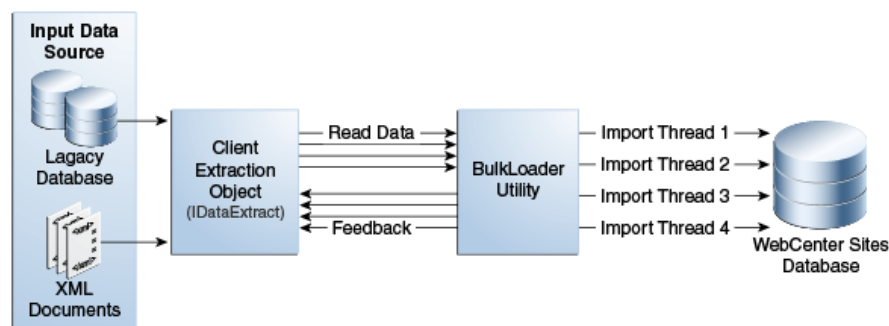 Input Data
Source
Lagacy
Database
XML
Documents
Client
Extraction
Object
(IDataExtract)
Read Data
Feedback
BulkLoader
Utility
Import Thread 1
Import Thread 2
Import Thread 3
Import Thread 4
WebCenter Sites
Database